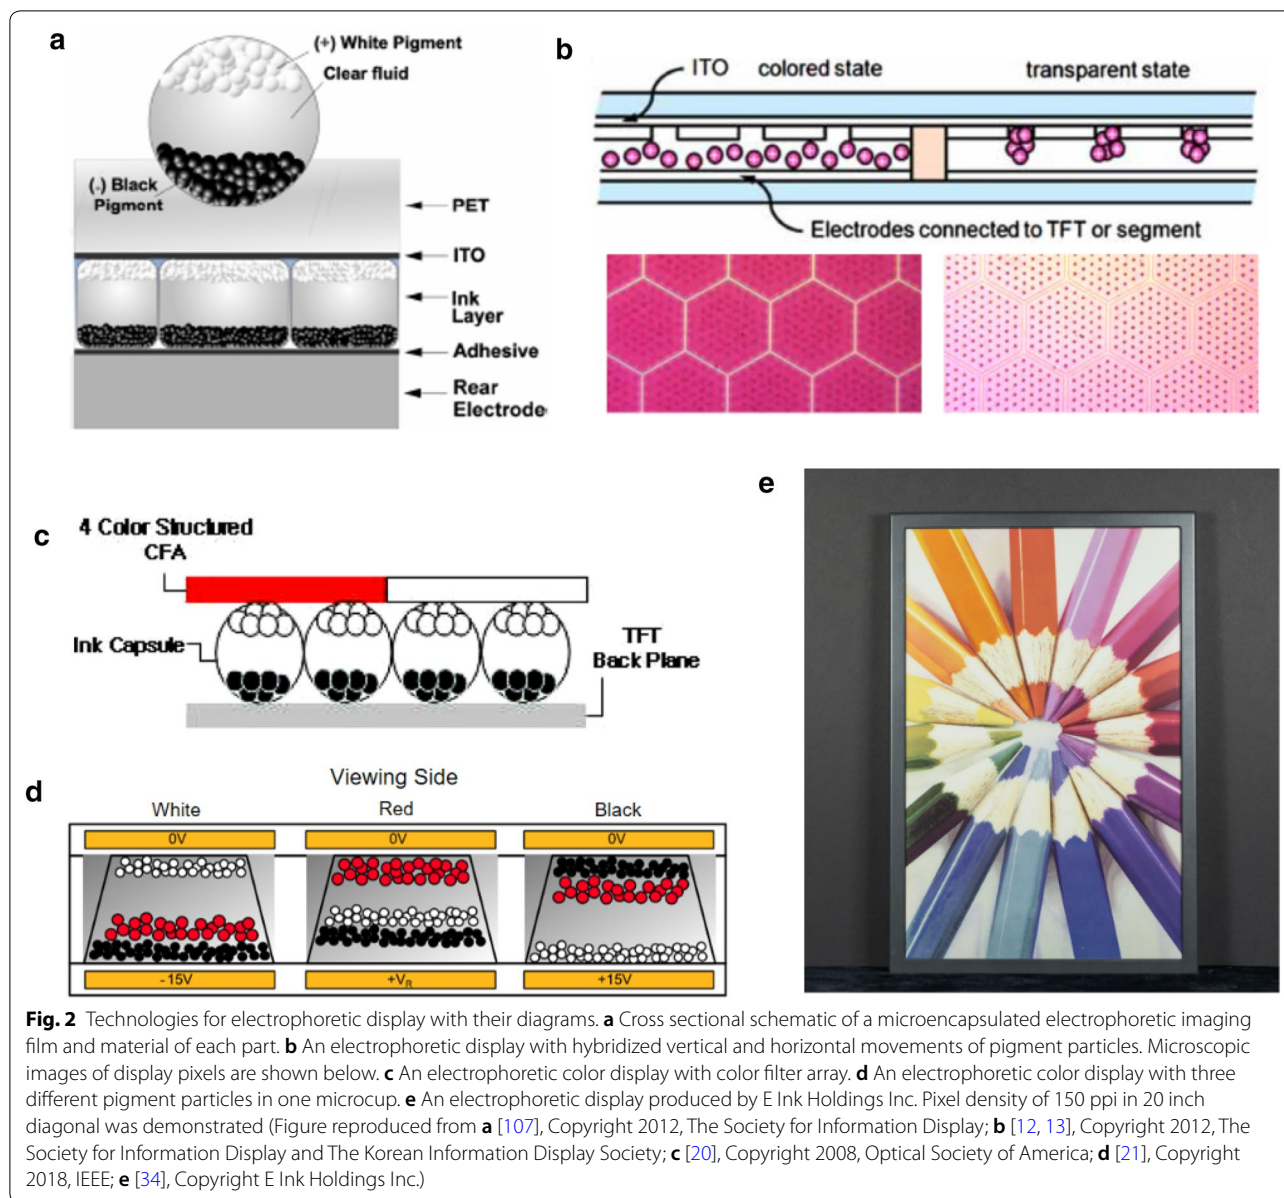 a
(+) White Pigment
Clear fluid
(-) Black
Pigment
PET
ITO
Ink
Layer
Adhesive
Rear
Electrode
b
ITO
colored state
transparent state
Electrodes connected to TFT or segment
c
4 Color Structured
CFA
Ink Capsule
TFT
Back Plane
d
Viewing Side
White
Red
Black
0V
0V
0V
-15V
+VR
+15V
e
Fig. 2 Technologies for electrophoretic display with their diagrams. a Cross sectional schematic of a microencapsulated electrophoretic imaging
film and material of each part. b An electrophoretic display with hybridized vertical and horizontal movements of pigment particles. Microscopic
images of display pixels are shown below. c An electrophoretic color display with color filter array. d An electrophoretic color display with three
different pigment particles in one microcup. e An electrophoretic display produced by E Ink Holdings Inc. Pixel density of 150 ppi in 20 inch
diagonal was demonstrated (Figure reproduced from a [107], Copyright 2012, The Society for Information Display; b [12, 13], Copyright 2012, The
Society for Information Display and The Korean Information Display Society; c [20], Copyright 2008, Optical Society of America; d [21], Copyright
2018, IEEE; e [34], Copyright E Ink Holdings Inc.)